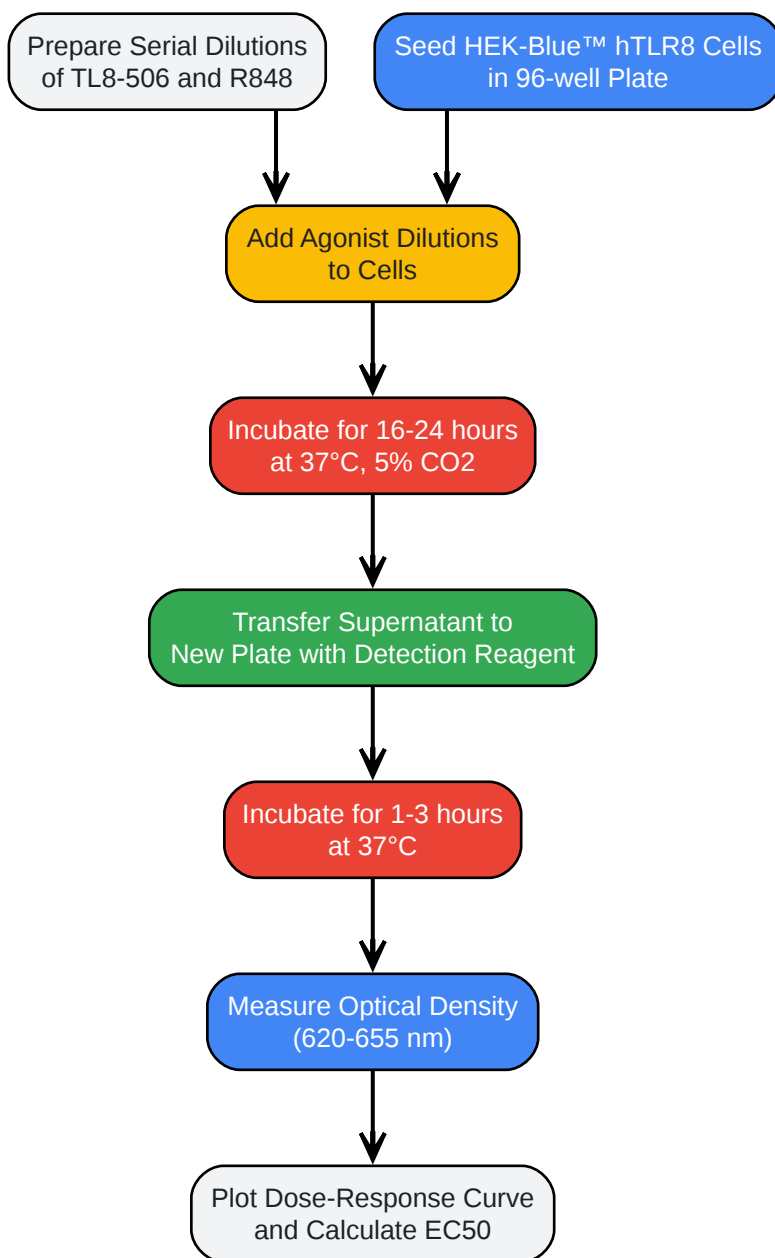 Prepare Serial Dilutions
of TL8-506 and R848
Seed HEK-Blue™ hTLR8 Cells
in 96-well Plate
Add Agonist Dilutions
to Cells
Incubate for 16-24 hours
at 37°C, 5% CO2
Transfer Supernatant to
New Plate with Detection Reagent
Incubate for 1-3 hours
at 37°C
Measure Optical Density
(620-655 nm)
Plot Dose-Response Curve
and Calculate EC50